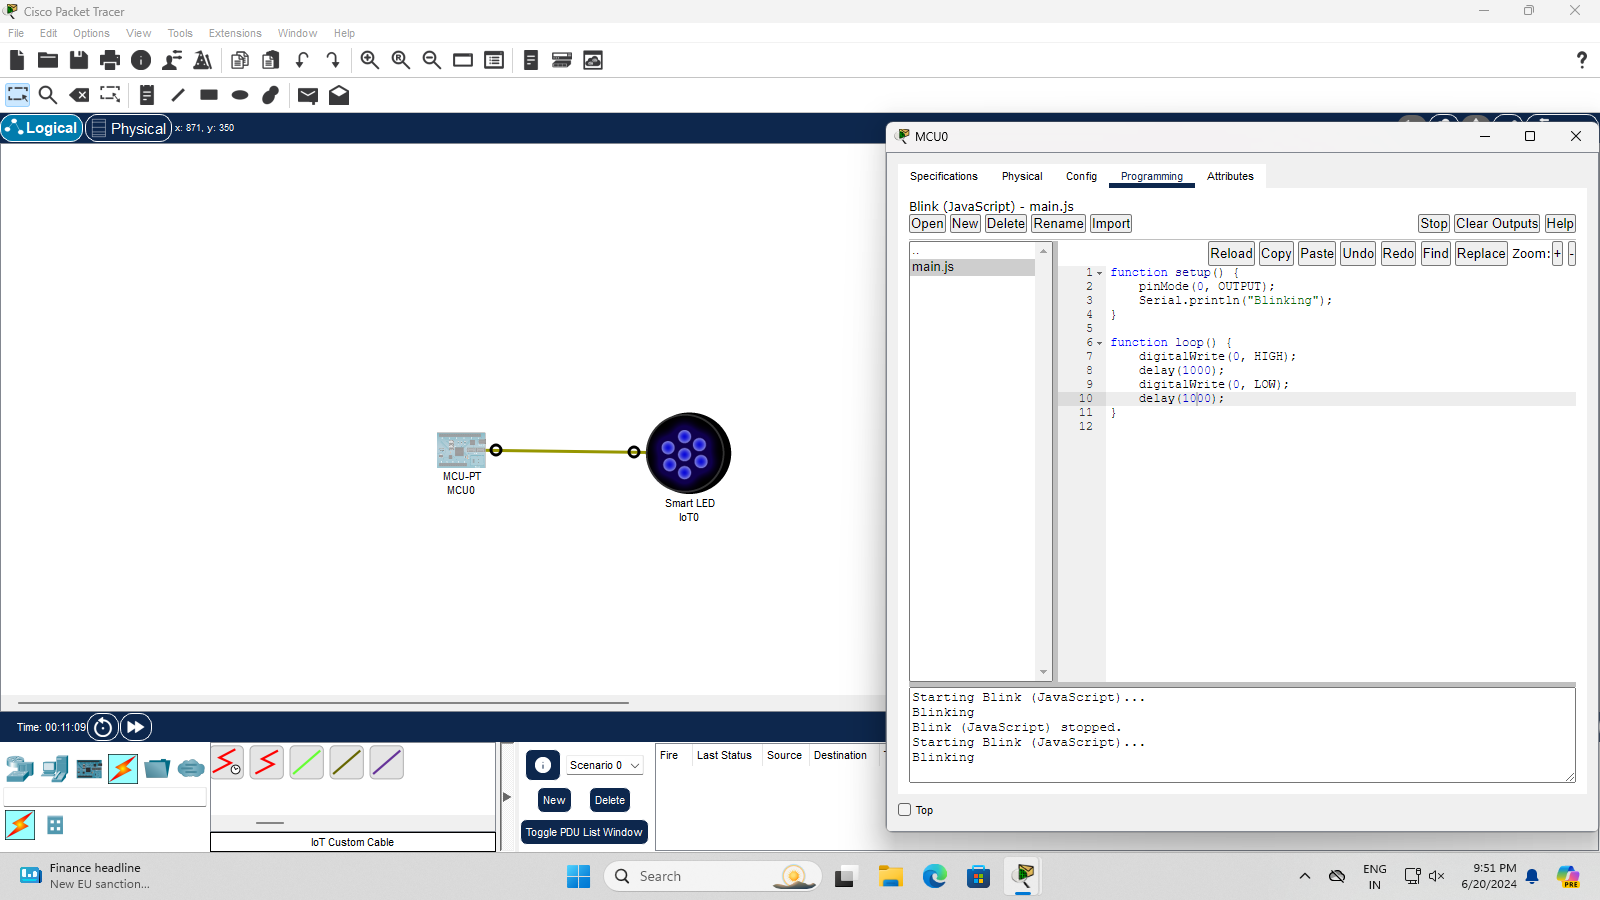 Cisco Packet Tracer
File Edit Options View Tools Extensions Window Help
Logical Physical x: 871, y: 350
MCU-PT
MCU0
Smart LED
IoT0
MCU0
Specifications Physical Config Programming Attributes
Blink (JavaScript) - main.js
Open New Delete Rename Import Stop Clear Outputs Help
..
main.js
Reload Copy Paste Undo Redo Find Replace Zoom: + -
1 function setup() {
2 pinMode(0, OUTPUT);
3 Serial.println("Blinking");
4 }
5
6 function loop() {
7 digitalWrite(0, HIGH);
8 delay(1000);
9 digitalWrite(0, LOW);
10 delay(1000);
11 }
12
Starting Blink (JavaScript)...
Blinking
Blink (JavaScript) stopped.
Starting Blink (JavaScript)...
Blinking
Top
Time: 00:11:09
IoT Custom Cable
Scenario 0
New Delete
Toggle PDU List Window
Fire Last Status Source Destination
Finance headline
New EU sanction...
Search
ENG
IN
9:51 PM
6/20/2024
PRE